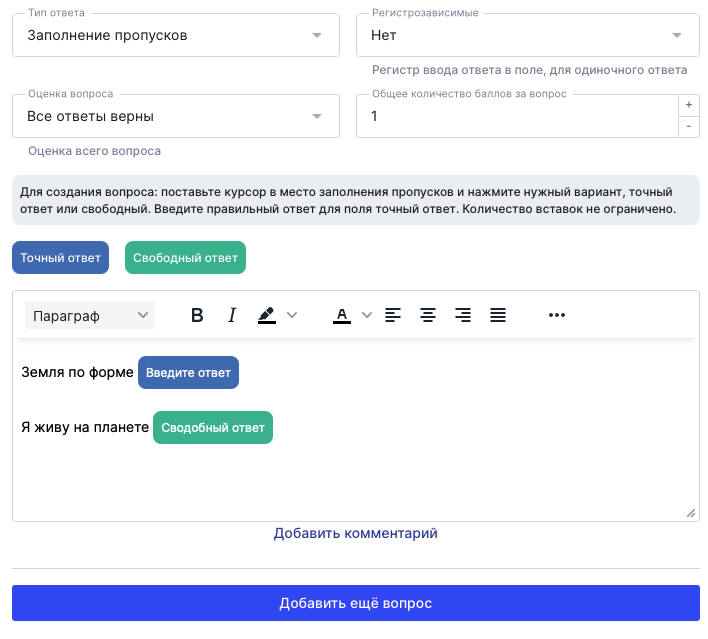 Тип ответа
Регистрозависимые
Заполнение пропусков
Нет
Регистр ввода ответа в поле, для одиночного ответа
Оценка вопроса
Общее количество баллов за вопрос
Все ответы верны
1
+
-
Оценка всего вопроса
Для создания вопроса: поставьте курсор в место заполнения пропусков и нажмите нужный вариант, точный
ответ или свободный. Введите правильный ответ для поля точный ответ. Количество вставок не ограничено.
Точный ответ
Свободный ответ
Параграф
B
I
A
Земля по форме Введите ответ
Я живу на планете Сводобный ответ
Добавить комментарий
Добавить ещё вопрос